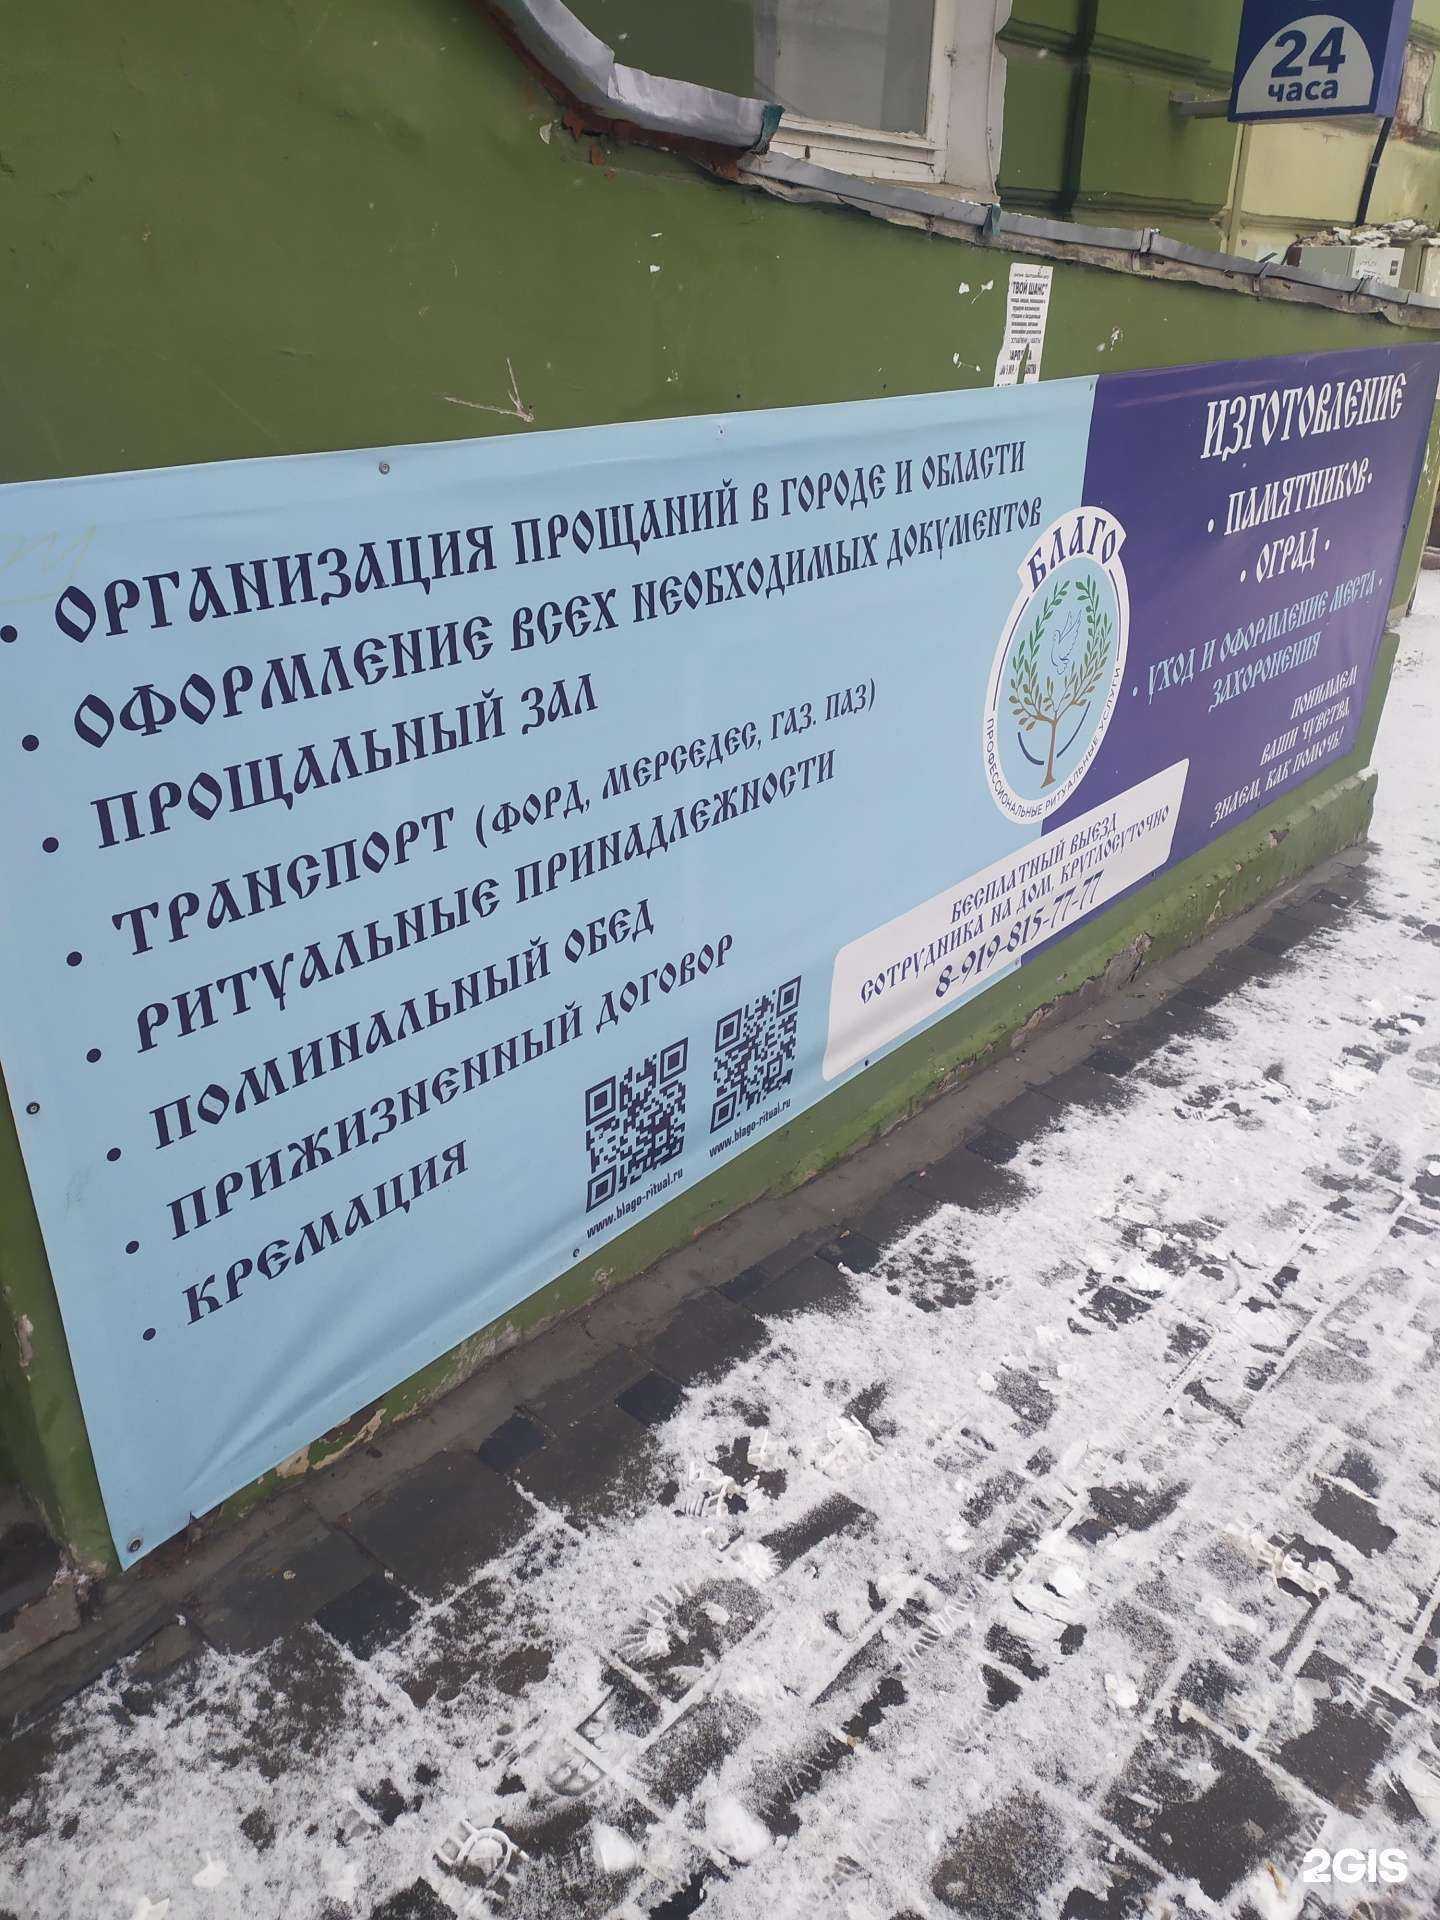 24
часа
"ТВОЙ ШАНС"
• ОРГАНИЗАЦИЯ ПРОЩАНИЙ В ГОРОДЕ И ОБЛАСТИ
• ОФОРМЛЕНИЕ ВСЕХ НЕОБХОДИМЫХ ДОКУМЕНТОВ
• ПРОЩАЛЬНЫЙ ЗАЛ
• ТРАНСПОРТ (ФОРД, МЕРСЕДЕС, ГАЗ. ПАЗ)
• РИТУАЛЬНЫЕ ПРИНАДЛЕЖНОСТИ
• ПОМИНАЛЬНЫЙ ОБЕД
• ПРИЖИЗНЕННЫЙ ДОГОВОР
• КРЕМАЦИЯ
www.blago-ritual.ru
www.blago-ritual.ru
БЛАГО
ПРОФЕССИОНАЛЬНЫЕ РИТУАЛЬНЫЕ УСЛУГИ
БЕСПЛАТНЫЙ ВЫЕЗД
СОТРУДНИКА НА ДОМ, КРУГЛОСУТОЧНО
8-919-815-77-77
ИЗГОТОВЛЕНИЕ
• ПАМЯТНИКОВ•
• ОГРАД •
• УХОД И ОФОРМЛЕНИЕ МЕСТА •
ЗАХОРОНЕНИЯ
ПОНИМАЕМ
ВАШИ ЧУВСТВА,
ЗНАЕМ, КАК ПОМОЧЬ!
2GIS